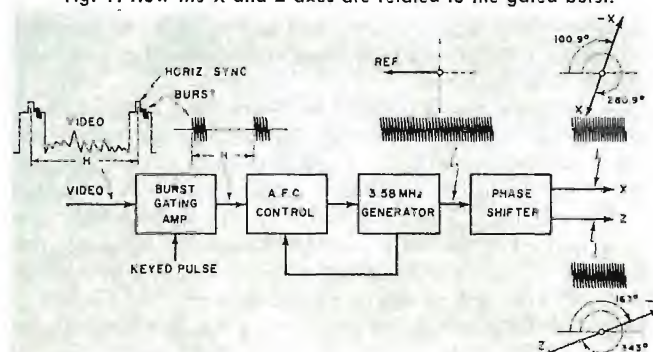 Fig. 1. How the X and Z axes are related to the gated burst.
-X
100.9°
REF
HORIZ. SYNC
BURST
VIDEO
280.9°
X
H
H
VIDEO
BURST GATING AMP
A.F.C. CONTROL
3.58 MHz GENERATOR
PHASE SHIFTER
X
Z
KEYED PULSE
163°
Z
343°